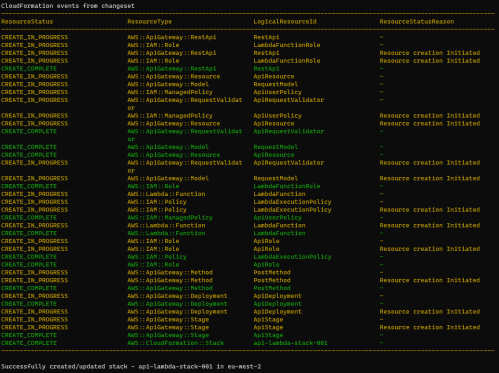 CloudFormation events from changeset
ResourceStatus ResourceType LogicalResourceId ResourceStatusReason
CREATE_IN_PROGRESS AWS::ApiGateway::RestApi RestApi -
CREATE_IN_PROGRESS AWS::IAM::Role LambdaFunctionRole -
CREATE_IN_PROGRESS AWS::ApiGateway::RestApi RestApi Resource creation Initiated
CREATE_IN_PROGRESS AWS::IAM::Role LambdaFunctionRole Resource creation Initiated
CREATE_COMPLETE AWS::ApiGateway::RestApi RestApi -
CREATE_IN_PROGRESS AWS::ApiGateway::Resource ApiResource -
CREATE_IN_PROGRESS AWS::ApiGateway::Model RequestModel -
CREATE_IN_PROGRESS AWS::IAM::ManagedPolicy ApiUserPolicy -
CREATE_IN_PROGRESS AWS::ApiGateway::RequestValidat ApiRequestValidator -
or
CREATE_IN_PROGRESS AWS::IAM::ManagedPolicy ApiUserPolicy Resource creation Initiated
CREATE_IN_PROGRESS AWS::ApiGateway::Resource ApiResource Resource creation Initiated
CREATE_COMPLETE AWS::ApiGateway::RequestValidat ApiRequestValidator -
or
CREATE_COMPLETE AWS::ApiGateway::Model RequestModel -
CREATE_COMPLETE AWS::ApiGateway::Resource ApiResource -
CREATE_IN_PROGRESS AWS::ApiGateway::RequestValidat ApiRequestValidator Resource creation Initiated
or
CREATE_IN_PROGRESS AWS::ApiGateway::Model RequestModel Resource creation Initiated
CREATE_COMPLETE AWS::IAM::Role LambdaFunctionRole -
CREATE_IN_PROGRESS AWS::Lambda::Function LambdaFunction -
CREATE_IN_PROGRESS AWS::IAM::Policy LambdaExecutionPolicy -
CREATE_IN_PROGRESS AWS::IAM::Policy LambdaExecutionPolicy Resource creation Initiated
CREATE_COMPLETE AWS::IAM::ManagedPolicy ApiUserPolicy -
CREATE_IN_PROGRESS AWS::Lambda::Function LambdaFunction Resource creation Initiated
CREATE_COMPLETE AWS::Lambda::Function LambdaFunction -
CREATE_IN_PROGRESS AWS::IAM::Role ApiRole -
CREATE_IN_PROGRESS AWS::IAM::Role ApiRole Resource creation Initiated
CREATE_COMPLETE AWS::IAM::Policy LambdaExecutionPolicy -
CREATE_COMPLETE AWS::IAM::Role ApiRole -
CREATE_IN_PROGRESS AWS::ApiGateway::Method PostMethod -
CREATE_IN_PROGRESS AWS::ApiGateway::Method PostMethod Resource creation Initiated
CREATE_COMPLETE AWS::ApiGateway::Method PostMethod -
CREATE_IN_PROGRESS AWS::ApiGateway::Deployment ApiDeployment -
CREATE_COMPLETE AWS::ApiGateway::Deployment ApiDeployment -
CREATE_IN_PROGRESS AWS::ApiGateway::Deployment ApiDeployment Resource creation Initiated
CREATE_IN_PROGRESS AWS::ApiGateway::Stage ApiStage -
CREATE_IN_PROGRESS AWS::ApiGateway::Stage ApiStage Resource creation Initiated
CREATE_COMPLETE AWS::ApiGateway::Stage ApiStage -
CREATE_COMPLETE AWS::CloudFormation::Stack api-lambda-stack-001 -
Successfully created/updated stack - api-lambda-stack-001 in eu-west-2